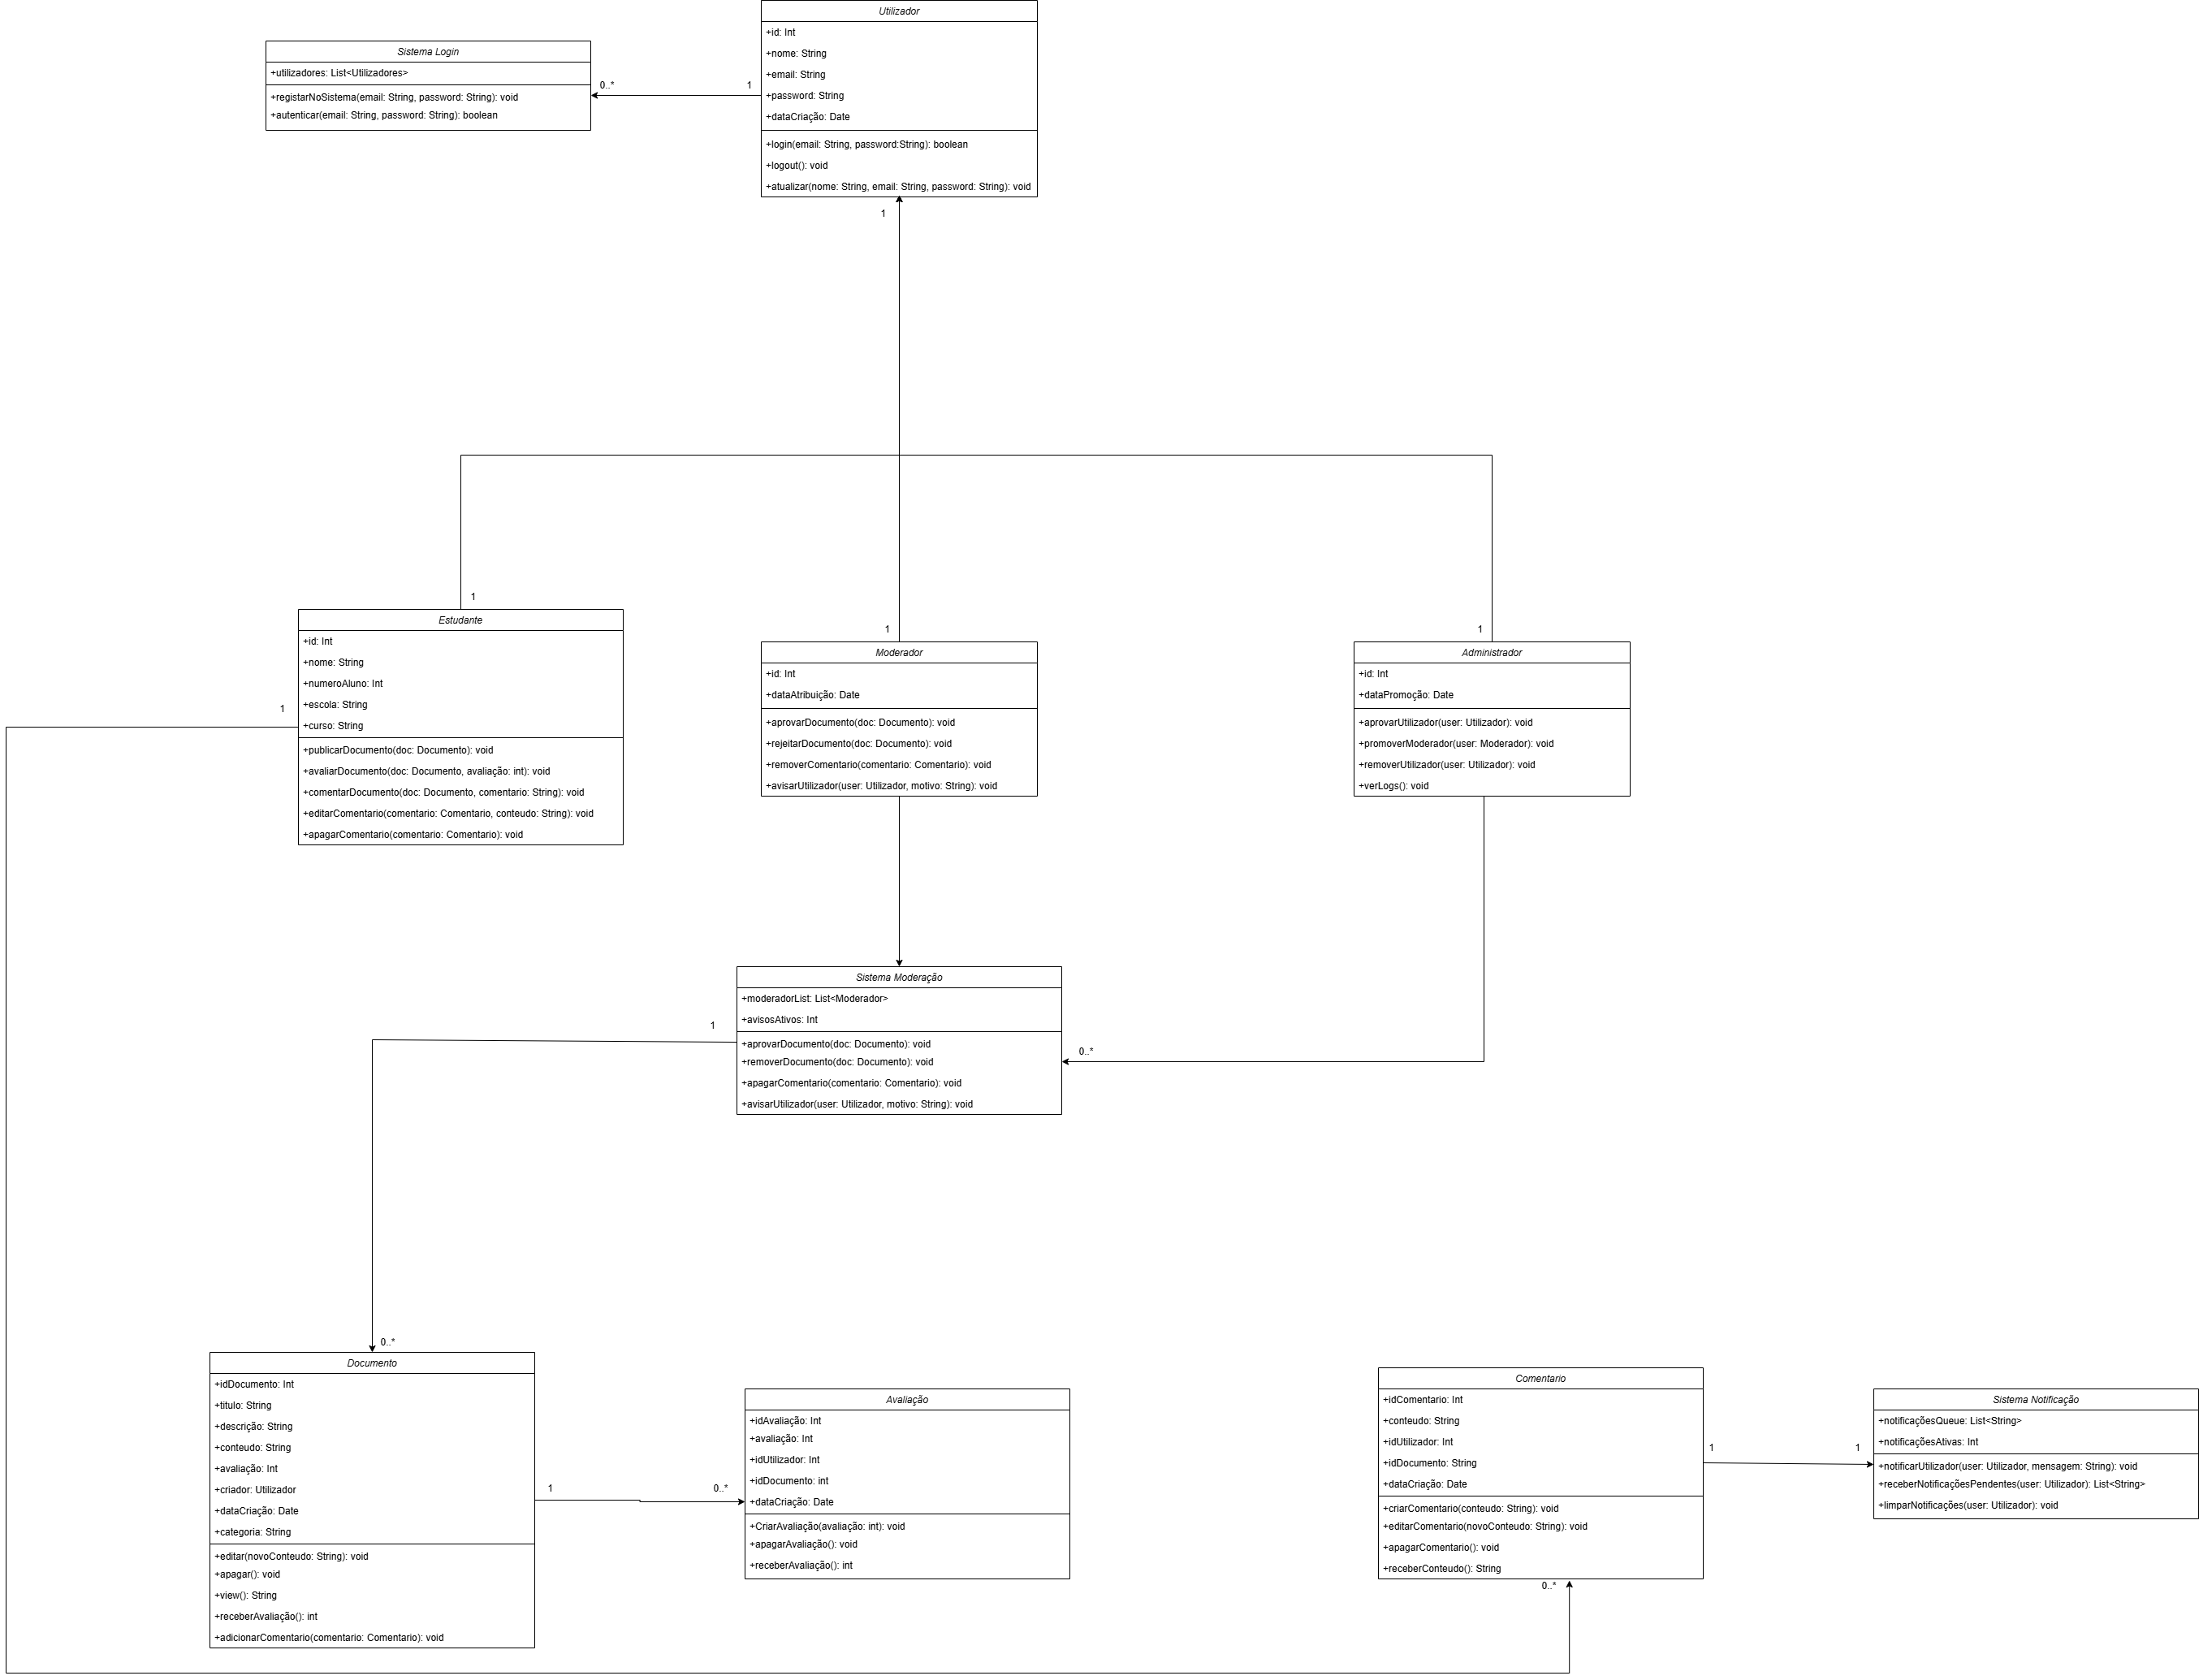 Utilizador
+id: Int
+nome: String
+email: String
+password: String
+dataCriação: Date
+login(email: String, password:String): boolean
+logout(): void
+atualizar(nome: String, email: String, password: String): void
Sistema Login
+utilizadores: List<Utilizadores>
+registarNoSistema(email: String, password: String): void
+autenticar(email: String, password: String): boolean
0..*
1
1
1
1
1
Estudante
+id: Int
+nome: String
+numeroAluno: Int
+escola: String
+curso: String
+publicarDocumento(doc: Documento): void
+avaliarDocumento(doc: Documento, avaliação: int): void
+comentarDocumento(doc: Documento, comentario: String): void
+editarComentario(comentario: Comentario, conteudo: String): void
+apagarComentario(comentario: Comentario): void
1
Moderador
+id: Int
+dataAtribuição: Date
+aprovarDocumento(doc: Documento): void
+rejeitarDocumento(doc: Documento): void
+removerComentario(comentario: Comentario): void
+avisarUtilizador(user: Utilizador, motivo: String): void
Administrador
+id: Int
+dataPromoção: Date
+aprovarUtilizador(user: Utilizador): void
+promoverModerador(user: Moderador): void
+removerUtilizador(user: Utilizador): void
+verLogs(): void
Sistema Moderação
+moderadorList: List<Moderador>
+avisosAtivos: Int
+aprovarDocumento(doc: Documento): void
+removerDocumento(doc: Documento): void
+apagarComentario(comentario: Comentario): void
+avisarUtilizador(user: Utilizador, motivo: String): void
1
0..*
0..*
Documento
+idDocumento: Int
+titulo: String
+descrição: String
+conteudo: String
+avaliação: Int
+criador: Utilizador
+dataCriação: Date
+categoria: String
+editar(novoConteudo: String): void
+apagar(): void
+view(): String
+receberAvaliação(): int
+adicionarComentario(comentario: Comentario): void
1
0..*
Avaliação
+idAvaliação: Int
+avaliação: Int
+idUtilizador: Int
+idDocumento: int
+dataCriação: Date
+CriarAvaliação(avaliação: int): void
+apagarAvaliação(): void
+receberAvaliação(): int
Comentario
+idComentario: Int
+conteudo: String
+idUtilizador: Int
+idDocumento: String
+dataCriação: Date
+criarComentario(conteudo: String): void
+editarComentario(novoConteudo: String): void
+apagarComentario(): void
+receberConteudo(): String
0..*
1
1
Sistema Notificação
+notificaçõesQueue: List<String>
+notificaçõesAtivas: Int
+notificarUtilizador(user: Utilizador, mensagem: String): void
+receberNotificaçõesPendentes(user: Utilizador): List<String>
+limparNotificações(user: Utilizador): void